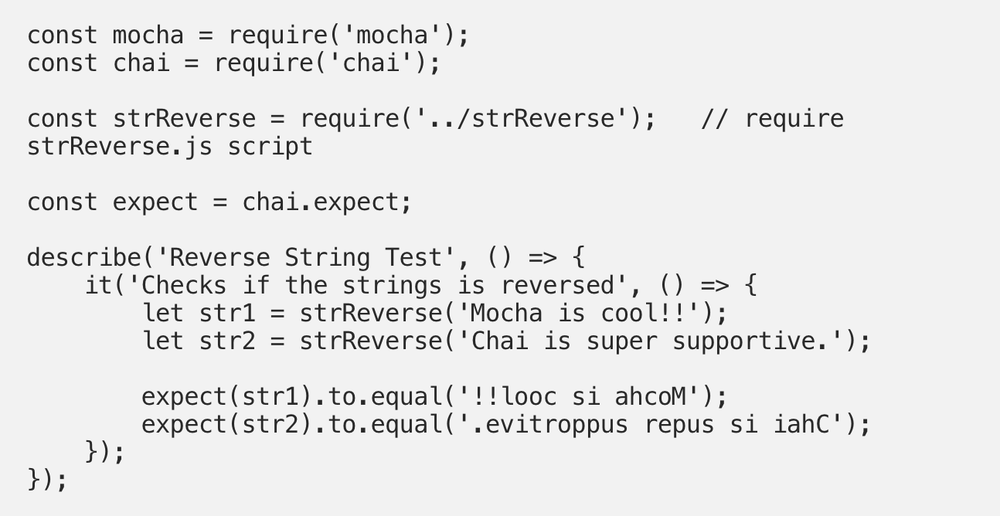 const mocha = require('mocha');
const chai = require('chai');

const strReverse = require('../strReverse');   // require
strReverse.js script

const expect = chai.expect;

describe('Reverse String Test', () => {
    it('Checks if the strings is reversed', () => {
        let str1 = strReverse('Mocha is cool!!');
        let str2 = strReverse('Chai is super supportive.');

        expect(str1).to.equal('!!looc si ahcoM');
        expect(str2).to.equal('.evitroppus repus si iahC');
    });
});